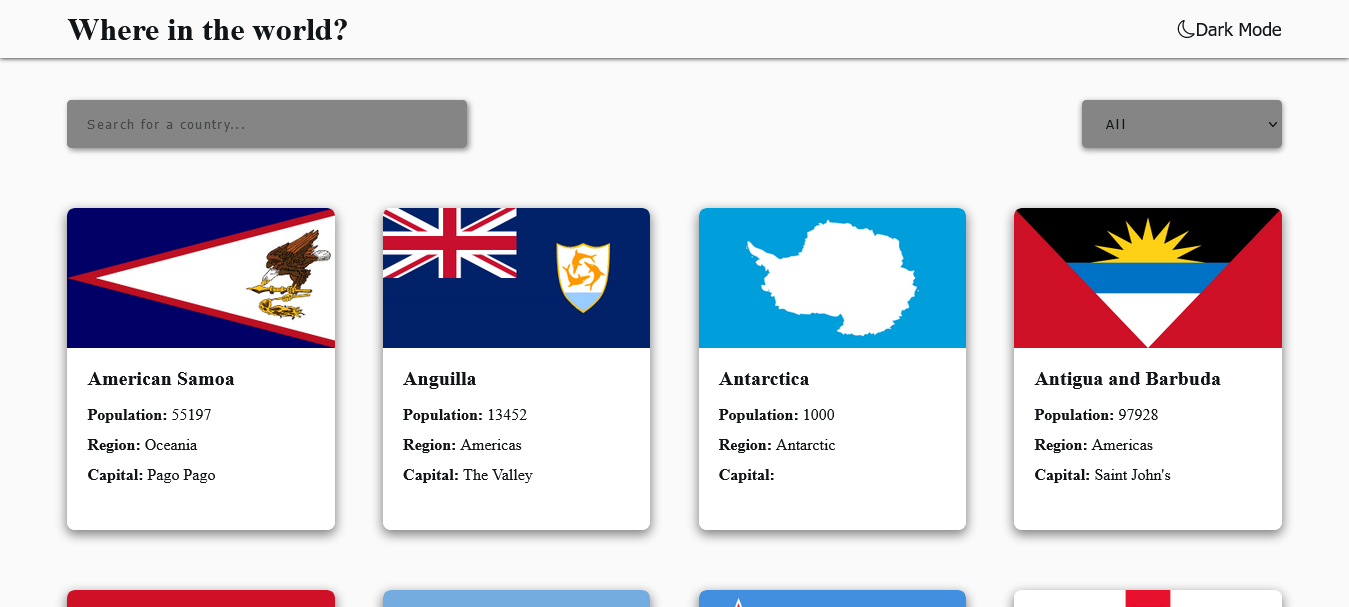 Where in the world?
Dark Mode
Search for a country...
All
American Samoa
Population: 55197
Region: Oceania
Capital: Pago Pago
Anguilla
Population: 13452
Region: Americas
Capital: The Valley
Antarctica
Population: 1000
Region: Antarctic
Capital:
Antigua and Barbuda
Population: 97928
Region: Americas
Capital: Saint John's